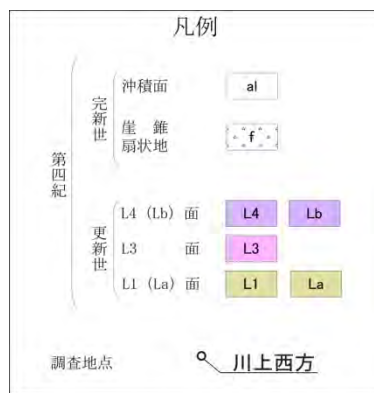 凡例
第四紀
完新世
沖積面 al
崖錐
扇状地 f
更新世
L4 (Lb) 面 L4 Lb
L3 面 L3
L1 (La) 面 L1 La
調査地点 川上西方